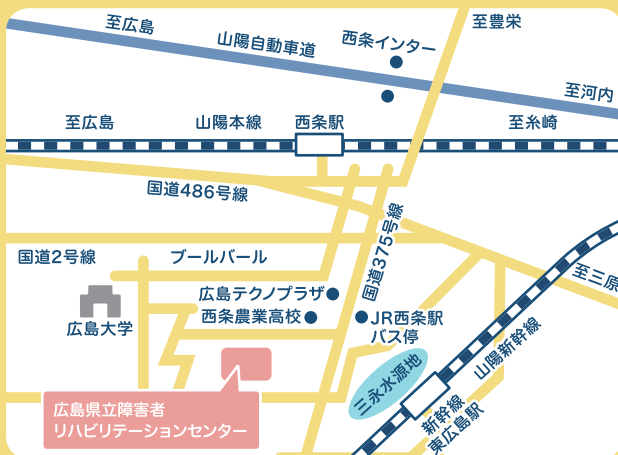 至広島
山陽自動車道
西条インター
至豊栄
至河内
至広島
山陽本線
西条駅
至糸崎
国道486号線
国道375号線
国道2号線
ブールバール
至三原
広島テクノプラザ
広島大学
西条農業高校
JR西条駅
バス停
山陽新幹線
三永水源地
新幹線
東広島駅
広島県立障害者
リハビリテーションセンター